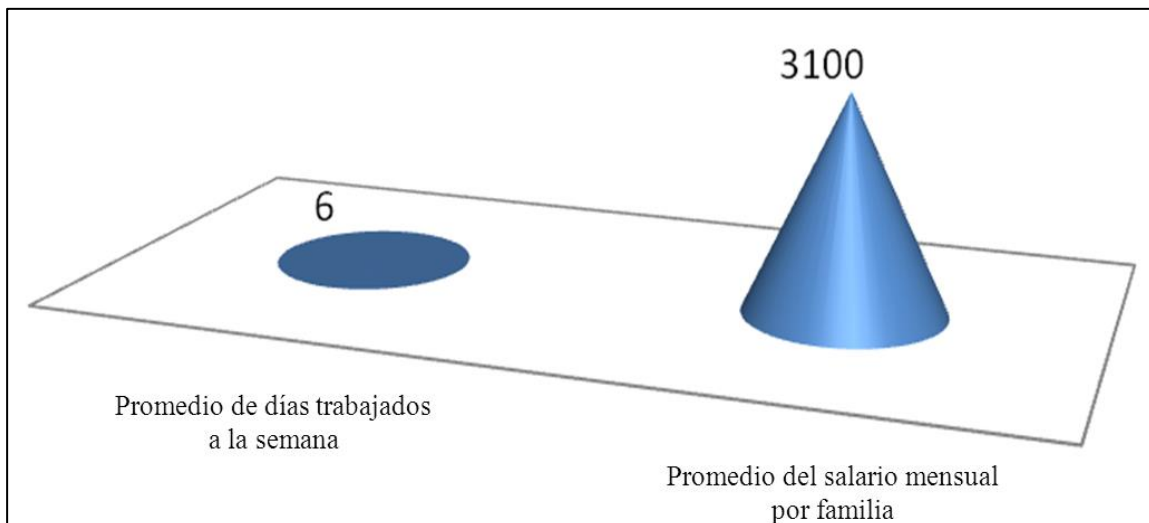 3100
6
Promedio de días trabajados
a la semana
Promedio del salario mensual
por familia